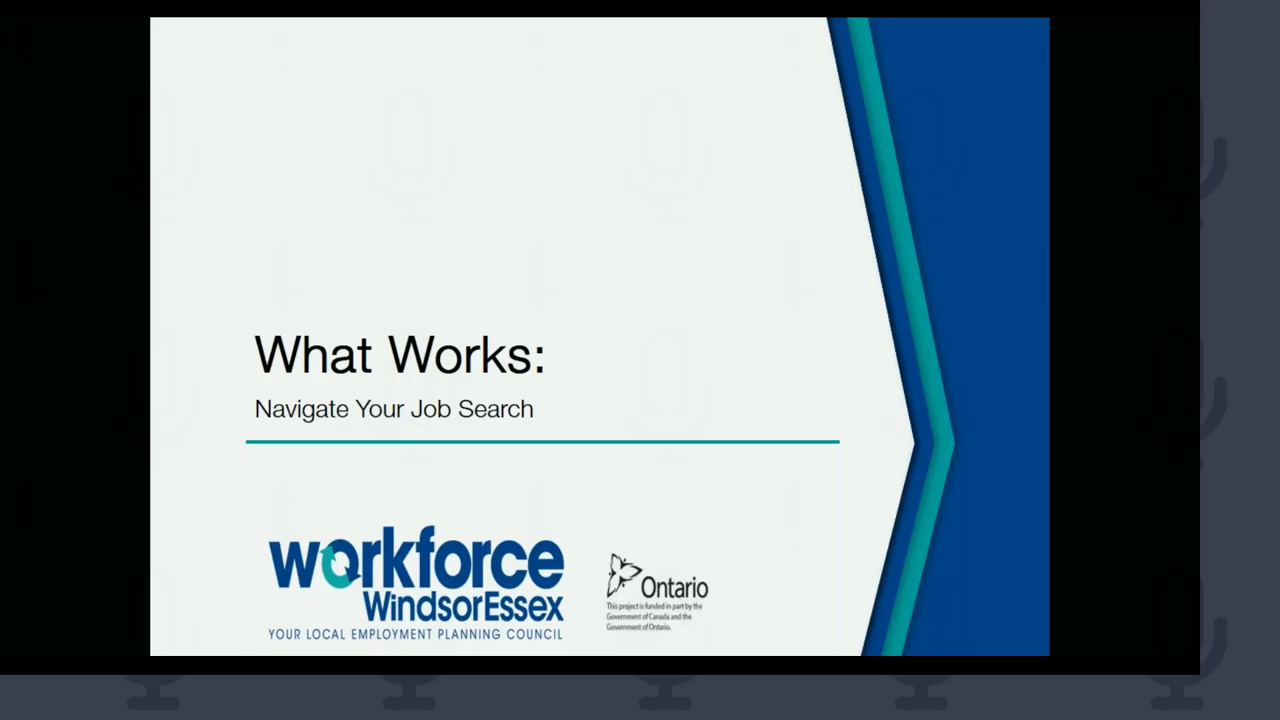 What Works:
Navigate Your Job Search
workforce
WindsorEssex
YOUR LOCAL EMPLOYMENT PLANNING COUNCIL
Ontario
This project is funded in part by the
Government of Canada and the
Government of Ontario.